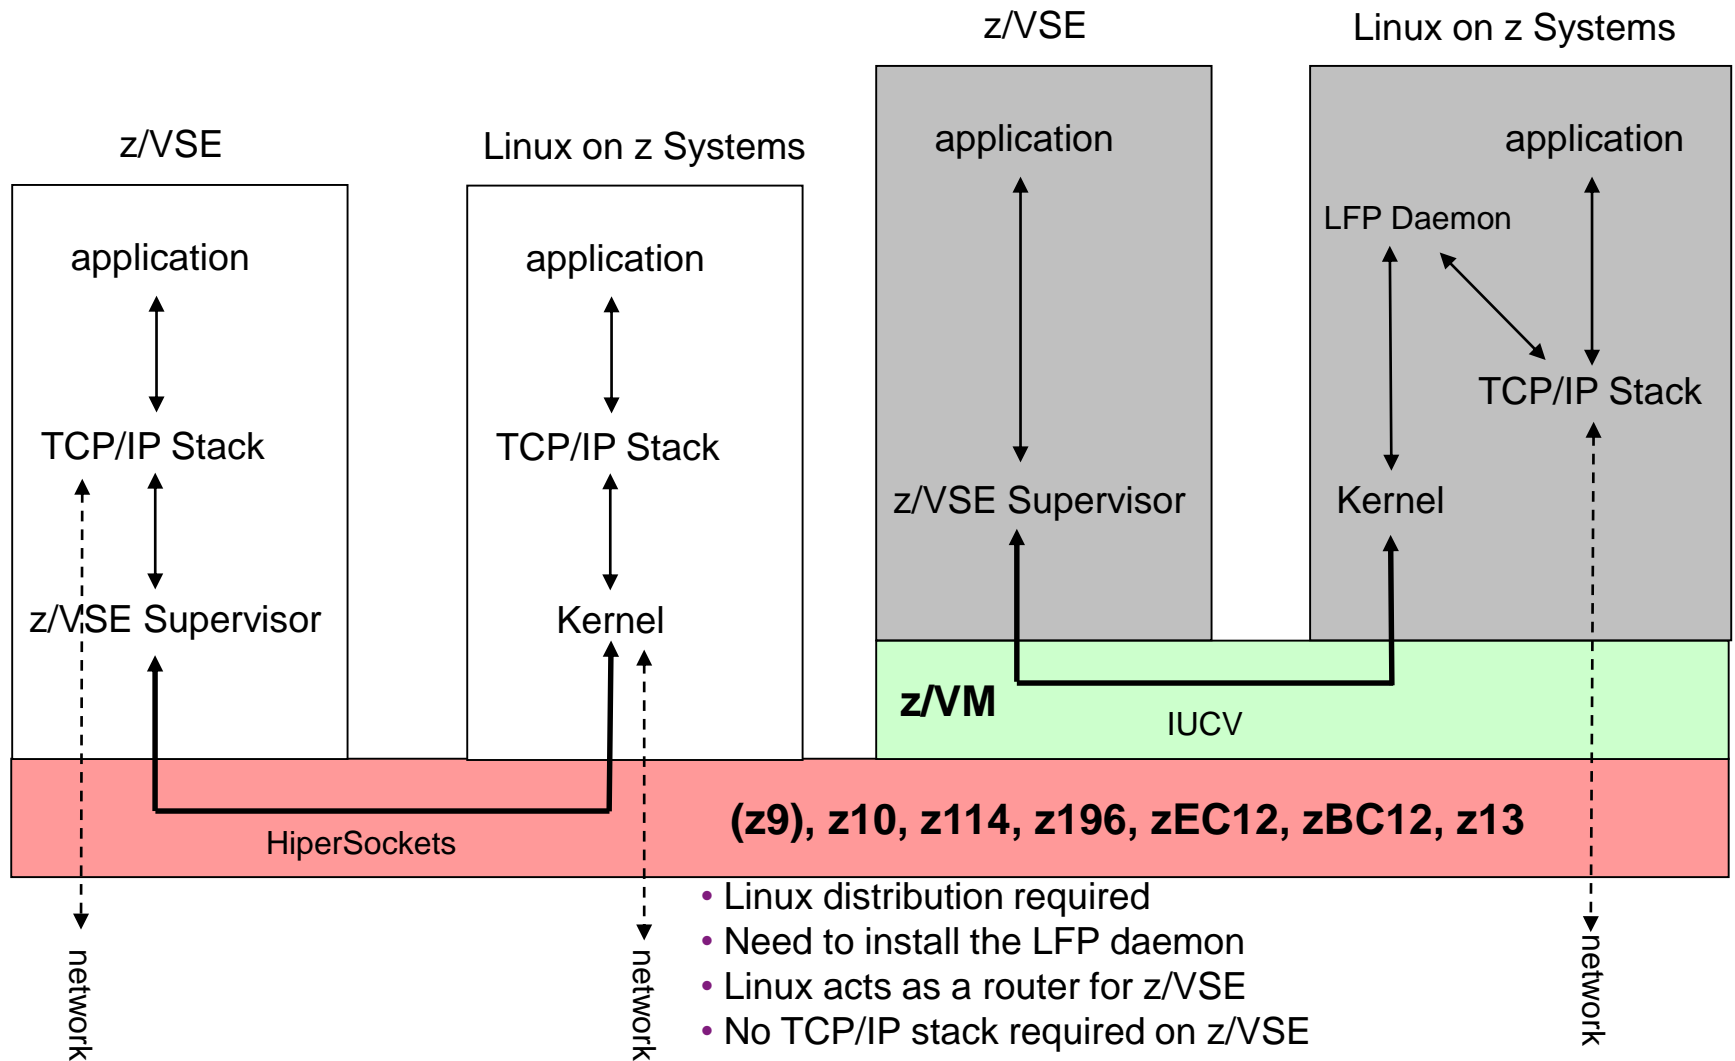 z/VSE
Linux on z Systems
z/VSE
Linux on z Systems
application
TCP/IP Stack
z/VSE Supervisor
application
TCP/IP Stack
Kernel
application
z/VSE Supervisor
application
LFP Daemon
TCP/IP Stack
Kernel
z/VM
IUCV
HiperSockets
(z9), z10, z114, z196, zEC12, zBC12, z13
network
network
network
• Linux distribution required
• Need to install the LFP daemon
• Linux acts as a router for z/VSE
• No TCP/IP stack required on z/VSE